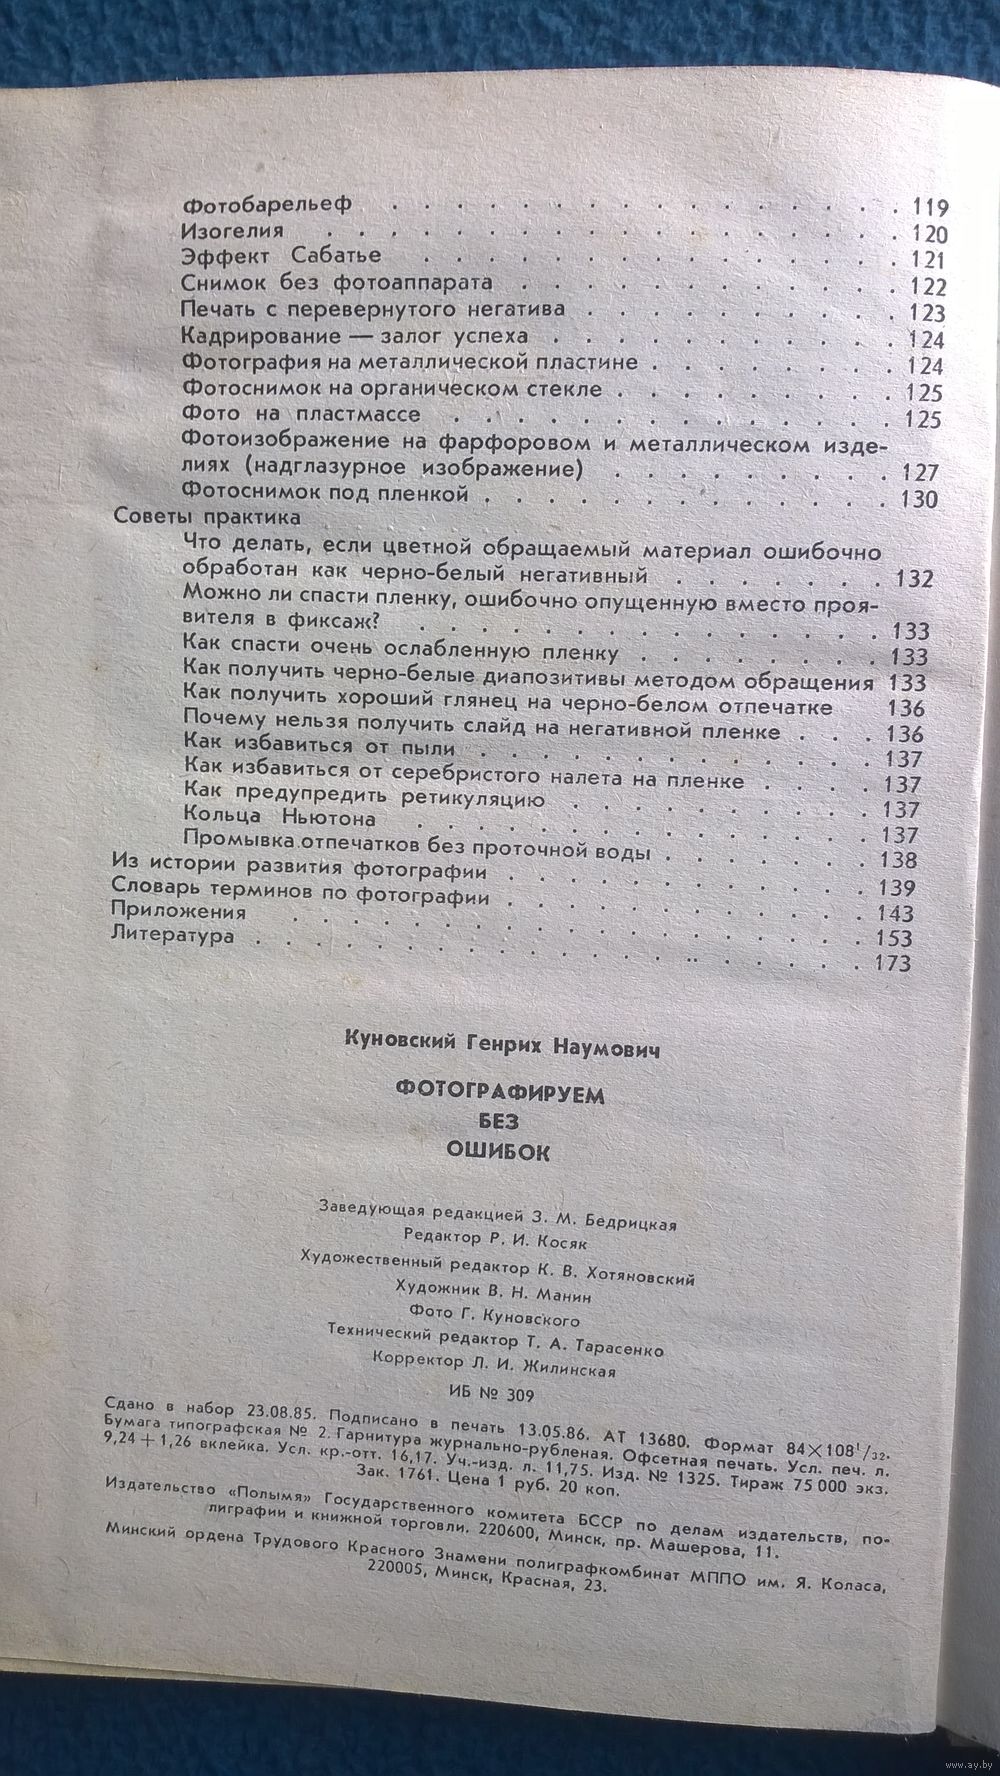 Фотобарельеф . . . . . . . . . . . . . . . . 119
Изогелия . . . . . . . . . . . . . . . . . . 120
Эффект Сабатье . . . . . . . . . . . . . . . 121
Снимок без фотоаппарата . . . . . . . . . . . 122
Печать с перевернутого негатива . . . . . . . . . 123
Кадрирование — залог успеха . . . . . . . . . . 124
Фотография на металлической пластине . . . . . . . 124
Фотоснимок на органическом стекле . . . . . . . . 125
Фото на пластмассе . . . . . . . . . . . . . 125
Фотоизображение на фарфоровом и металлическом изде-
лиях (надглазурное изображение) . . . . . . . . 127
Фотоснимок под пленкой . . . . . . . . . . . . 130
Советы практика
Что делать, если цветной обращаемый материал ошибочно
обработан как черно-белый негативный . . . . . . . 132
Можно ли спасти пленку, ошибочно опущенную вместо проя-
вителя в фиксаж? . . . . . . . . . . . . . . 133
Как спасти очень ослабленную пленку . . . . . . . . 133
Как получить черно-белые диапозитивы методом обращения 133
Как получить хороший глянец на черно-белом отпечатке 136
Почему нельзя получить слайд на негативной пленке . . . 136
Как избавиться от пыли . . . . . . . . . . . . 137
Как избавиться от серебристого налета на пленке . . . . 137
Как предупредить ретикуляцию . . . . . . . . . 137
Кольца Ньютона . . . . . . . . . . . . . . 137
Промывка отпечатков без проточной воды . . . . . . . 138
Из истории развития фотографии . . . . . . . . . . . 139
Словарь терминов по фотографии . . . . . . . . . . . 143
Приложения . . . . . . . . . . . . . . . . . 153
Литература . . . . . . . . . . . . . . . . . . 173
Куновский Генрих Наумович
ФОТОГРАФИРУЕМ
БЕЗ
ОШИБОК
Заведующая редакцией З. М. Бедрицкая
Редактор Р. И. Косяк
Художественный редактор К. В. Хотяновский
Художник В. Н. Манин
Фото Г. Куновского
Технический редактор Т. А. Тарасенко
Корректор Л. И. Жилинская
ИБ № 309
Сдано в набор 23.08.85. Подписано в печать 13.05.86. АТ 13680. Формат 84×108¹/₃₂.
Бумага типографская № 2. Гарнитура журнально-рубленая. Офсетная печать. Усл. печ. л.
9,24+1,26 вклейка. Усл. кр.-отт. 16,17. Уч.-изд. л. 11,75. Изд. № 1325. Тираж 75 000 экз.
Зак. 1761. Цена 1 руб. 20 коп.
Издательство «Полымя» Государственного комитета БССР по делам издательств, по-
лиграфии и книжной торговли. 220600, Минск, пр. Машерова, 11.
Минский ордена Трудового Красного Знамени полиграфкомбинат МППО им. Я. Коласа,
220005, Минск, Красная, 23.
www.ay.by